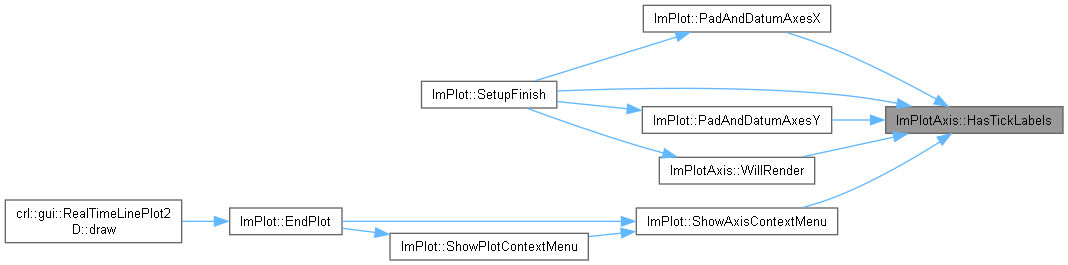 ImPlot::PadAndDatumAxesX
ImPlot::SetupFinish
ImPlot::PadAndDatumAxesY
ImPlotAxis::HasTickLabels
ImPlotAxis::WillRender
crl::gui::RealTimeLinePlot2
D::draw
ImPlot::EndPlot
ImPlot::ShowAxisContextMenu
ImPlot::ShowPlotContextMenu